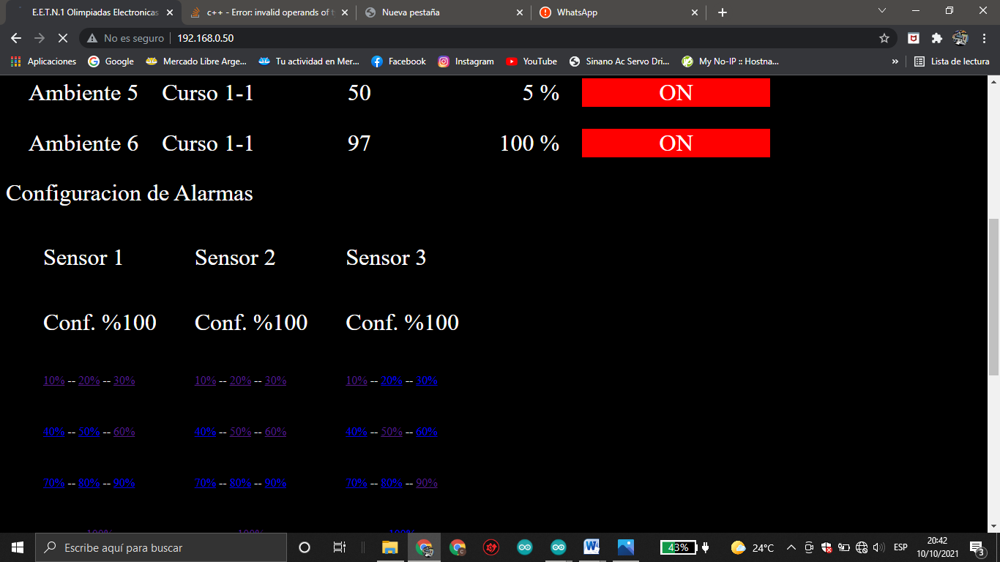 E.E.T.N.1 Olimpiadas Electronicas
c++ - Error: invalid operands of t
Nueva pestaña
WhatsApp
No es seguro
192.168.0.50
Aplicaciones
Google
Mercado Libre Arge...
Tu actividad en Mer...
Facebook
Instagram
YouTube
Sinano Ac Servo Dri...
My No-IP :: Hostna...
»
Lista de lectura
Ambiente 5 Curso 1-1 50 5 % ON
Ambiente 6 Curso 1-1 97 100 % ON
Configuracion de Alarmas
Sensor 1 Sensor 2 Sensor 3
Conf. %100 Conf. %100 Conf. %100
10% -- 20% -- 30% 10% -- 20% -- 30% 10% -- 20% -- 30%
40% -- 50% -- 60% 40% -- 50% -- 60% 40% -- 50% -- 60%
70% -- 80% -- 90% 70% -- 80% -- 90% 70% -- 80% -- 90%
100% 100% 100%
Escribe aquí para buscar
43%
24°C
ESP
20:42
10/10/2021
3